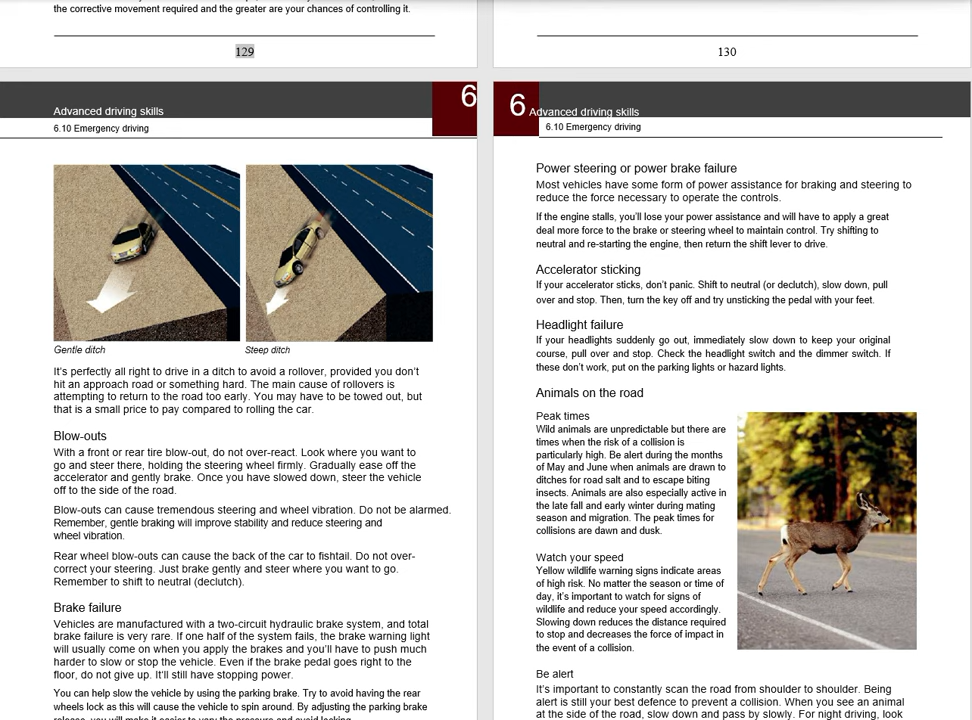 the corrective movement required and the greater are your chances of controlling it.
129
130
6
Advanced driving skills
6.10 Emergency driving
Gentle ditch
Steep ditch
It's perfectly all right to drive in a ditch to avoid a rollover, provided you don't
hit an approach road or something hard. The main cause of rollovers is
attempting to return to the road too early. You may have to be towed out, but
that is a small price to pay compared to rolling the car.
Blow-outs
With a front or rear tire blow-out, do not over-react. Look where you want to
go and steer there, holding the steering wheel firmly. Gradually ease off the
accelerator and gently brake. Once you have slowed down, steer the vehicle
off to the side of the road.
Blow-outs can cause tremendous steering and wheel vibration. Do not be alarmed.
Remember, gentle braking will improve stability and reduce steering and
wheel vibration.
Rear wheel blow-outs can cause the back of the car to fishtail. Do not over-
correct your steering. Just brake gently and steer where you want to go.
Remember to shift to neutral (declutch).
Brake failure
Vehicles are manufactured with a two-circuit hydraulic brake system, and total
brake failure is very rare. If one half of the system fails, the brake warning light
will usually come on when you apply the brakes and you'll have to push much
harder to slow or stop the vehicle. Even if the brake pedal goes right to the
floor, do not give up. It'll still have stopping power.
You can help slow the vehicle by using the parking brake. Try to avoid having the rear
wheels lock as this will cause the vehicle to spin around. By adjusting the parking brake
release, you will make it easier to vary the pressure and avoid locking.
6
Advanced driving skills
6.10 Emergency driving
Power steering or power brake failure
Most vehicles have some form of power assistance for braking and steering to
reduce the force necessary to operate the controls.
If the engine stalls, you'll lose your power assistance and will have to apply a great
deal more force to the brake or steering wheel to maintain control. Try shifting to
neutral and re-starting the engine, then return the shift lever to drive.
Accelerator sticking
If your accelerator sticks, don't panic. Shift to neutral (or declutch), slow down, pull
over and stop. Then, turn the key off and try unsticking the pedal with your feet.
Headlight failure
If your headlights suddenly go out, immediately slow down to keep your original
course, pull over and stop. Check the headlight switch and the dimmer switch. If
these don't work, put on the parking lights or hazard lights.
Animals on the road
Peak times
Wild animals are unpredictable but there are
times when the risk of a collision is
particularly high. Be alert during the months
of May and June when animals are drawn to
ditches for road salt and to escape biting
insects. Animals are also especially active in
the late fall and early winter during mating
season and migration. The peak times for
collisions are dawn and dusk.
Watch your speed
Yellow wildlife warning signs indicate areas
of high risk. No matter the season or time of
day, it's important to watch for signs of
wildlife and reduce your speed accordingly.
Slowing down reduces the distance required
to stop and decreases the force of impact in
the event of a collision.
Be alert
It's important to constantly scan the road from shoulder to shoulder. Being
alert is still your best defence to prevent a collision. When you see an animal
at the side of the road, slow down and pass by slowly. For night driving, look